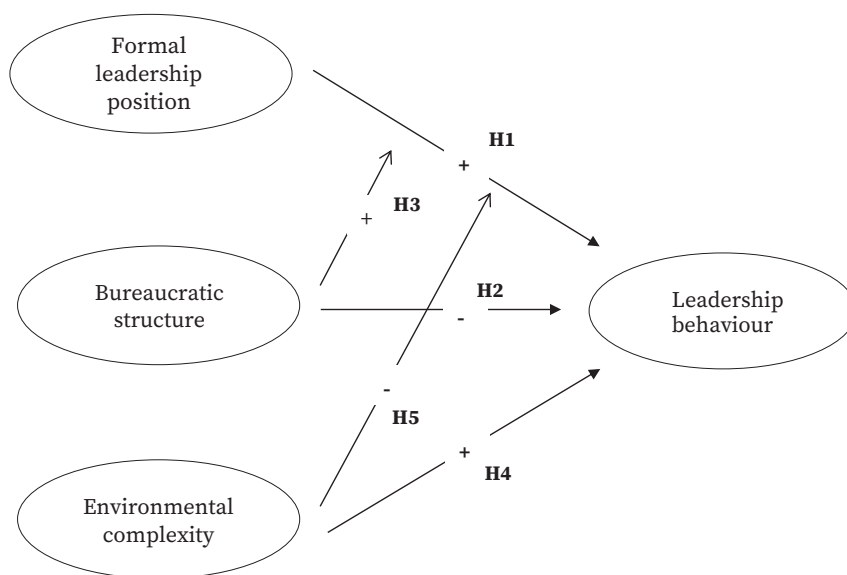 Formal
leadership
position
H1
+
H3
+
Bureaucratic
structure
H2
-
Leadership
behaviour
-
H5
+
H4
Environmental
complexity